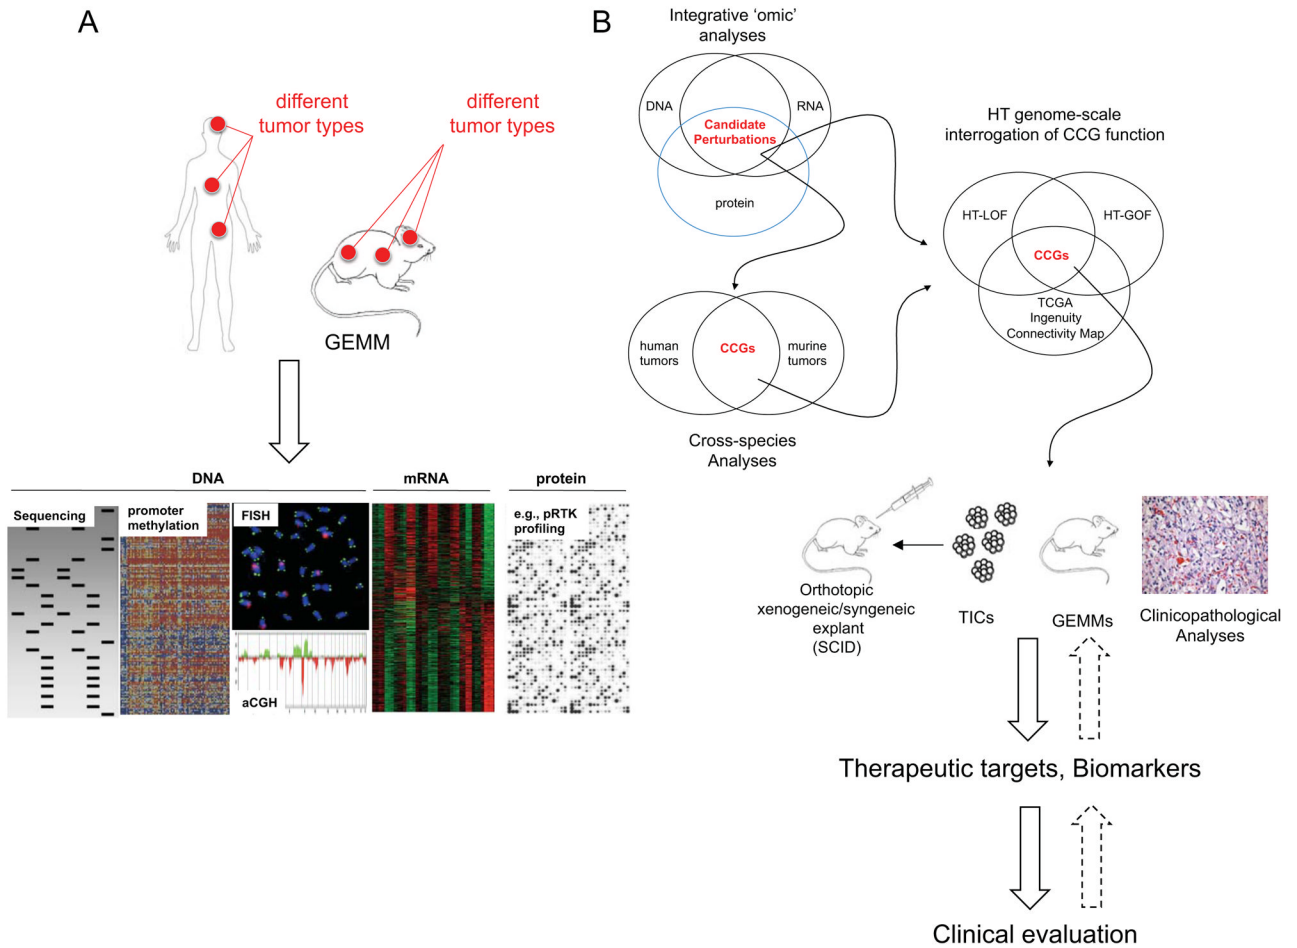 A
different
tumor types
different
tumor types
GEMM
DNA
mRNA
protein
Sequencing
promoter
methylation
FISH
aCGH
e.g., pRTK
profiling
B
Integrative ‘omic’
analyses
DNA
RNA
Candidate
Perturbations
protein
HT genome-scale
interrogation of CCG function
HT-LOF
HT-GOF
CCGs
TCGA
Ingenuity
Connectivity Map
human
tumors
CCGs
murine
tumors
Cross-species
Analyses
Orthotopic
xenogeneic/syngeneic
explant
(SCID)
TICs
GEMMs
Clinicopathological
Analyses
Therapeutic targets, Biomarkers
Clinical evaluation